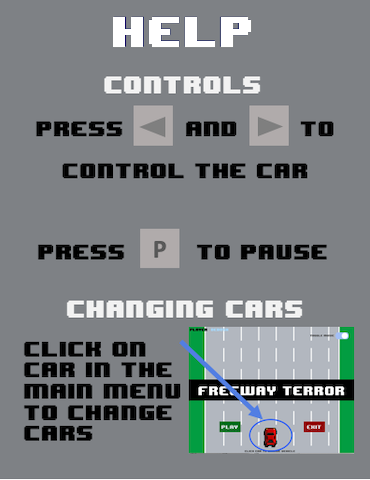 HELP
CONTROLS
PRESS ◀ AND ▶ TO
CONTROL THE CAR
PRESS P TO PAUSE
CHANGING CARS
CLICK ON
CAR IN THE
MAIN MENU
TO CHANGE
CARS
FREEWAY TERROR
PLAY
EXIT